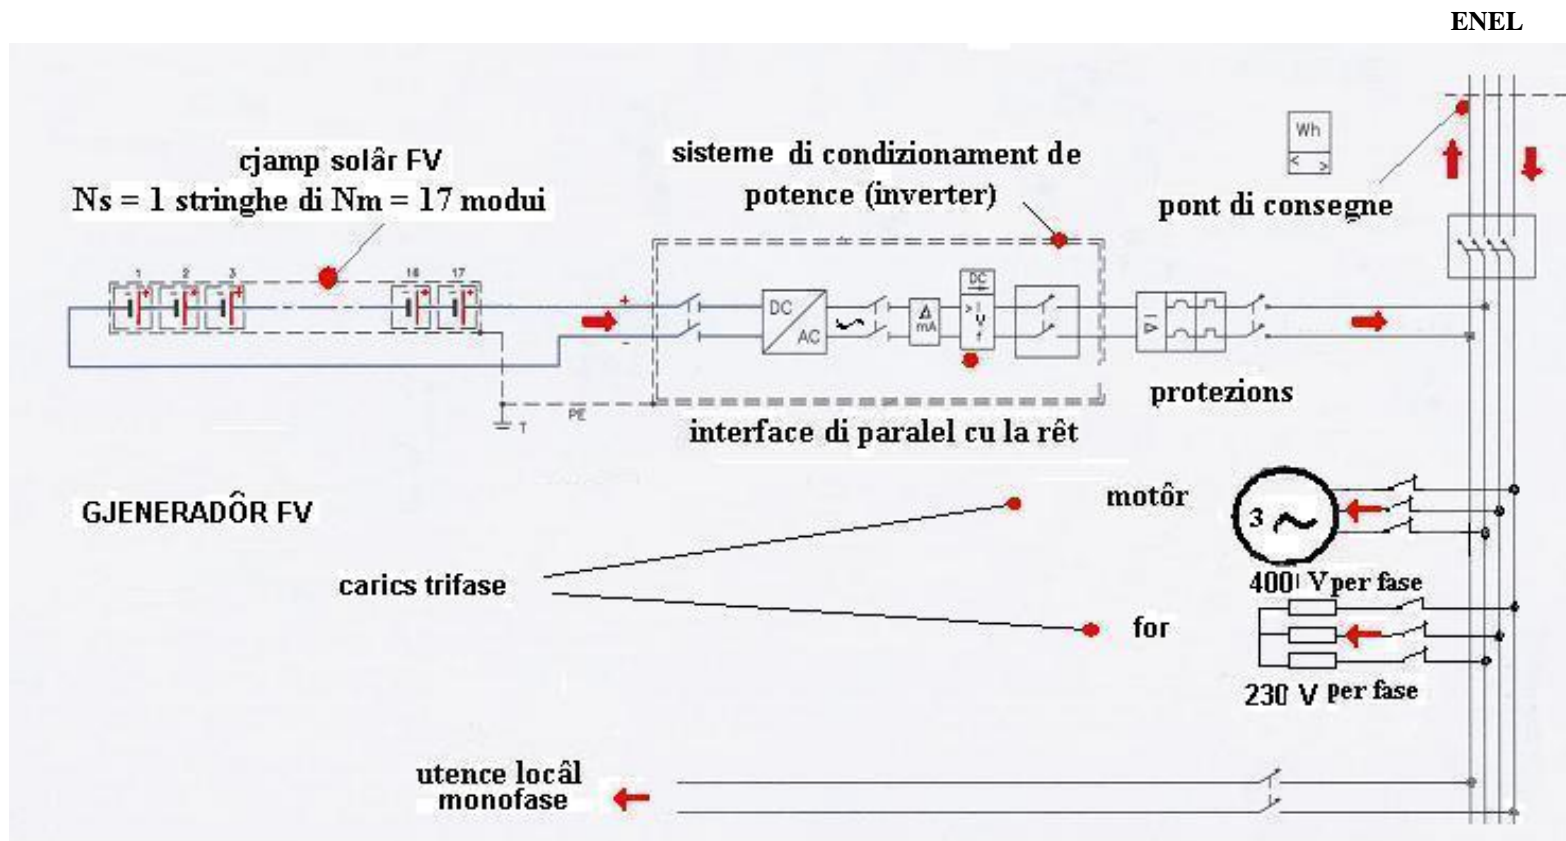 ENEL
cjamp solâr FV
Ns = 1 stringhe di Nm = 17 modui
sisteme di condizionament de
potence (inverter)
Wh
< >
pont di consegne
1 2 3 16 17
+
-
DC
AC
Δ
mA
DC
> I
V
f
protezions
PE
T
interface di paralel cu la rêt
GJENERADÔR FV
motôr
3
400 V per fase
carics trifase
for
230 V per fase
utence locâl
monofase